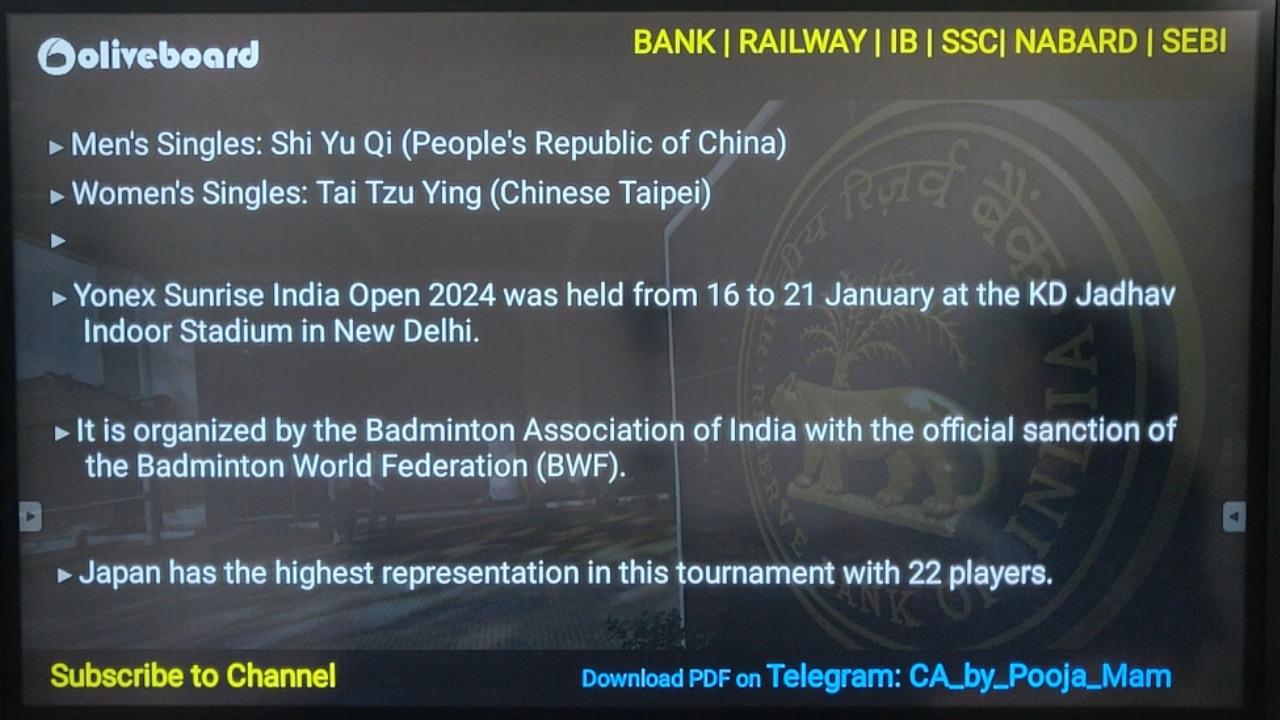 oliveboard
BANK | RAILWAY | IB | SSC| NABARD | SEBI
Men's Singles: Shi Yu Qi (People's Republic of China)
Women's Singles: Tai Tzu Ying (Chinese Taipei)
Yonex Sunrise India Open 2024 was held from 16 to 21 January at the KD Jadhav
Indoor Stadium in New Delhi.
It is organized by the Badminton Association of India with the official sanction of
the Badminton World Federation (BWF).
Japan has the highest representation in this tournament with 22 players.
रिज़र्व बैंक
RESERVE BANK OF INDIA
Subscribe to Channel
Download PDF on Telegram: CA_by_Pooja_Mam